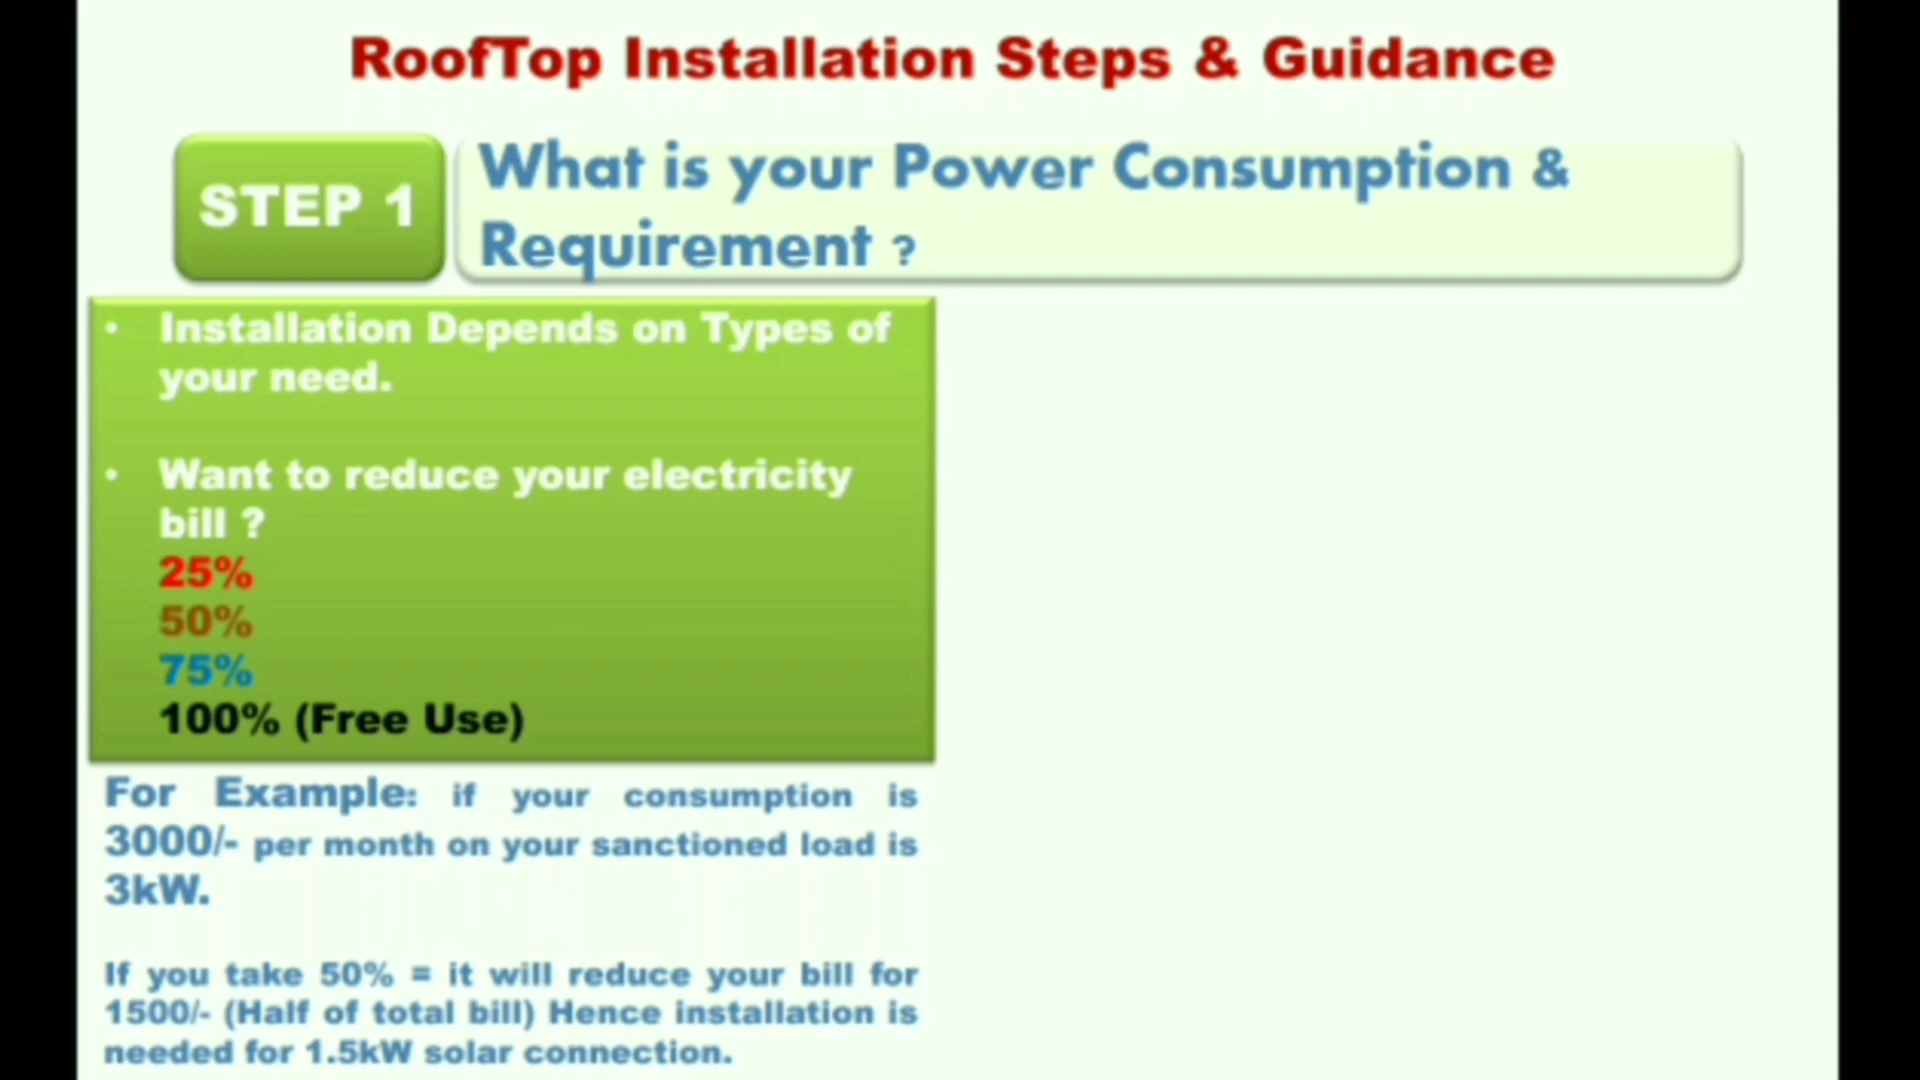 RoofTop Installation Steps & Guidance
STEP 1
What is your Power Consumption &
Requirement ?
• Installation Depends on Types of
your need.
• Want to reduce your electricity
bill ?
25%
50%
75%
100% (Free Use)
For Example: if your consumption is
3000/- per month on your sanctioned load is
3kW.
If you take 50% = it will reduce your bill for
1500/- (Half of total bill) Hence installation is
needed for 1.5kW solar connection.